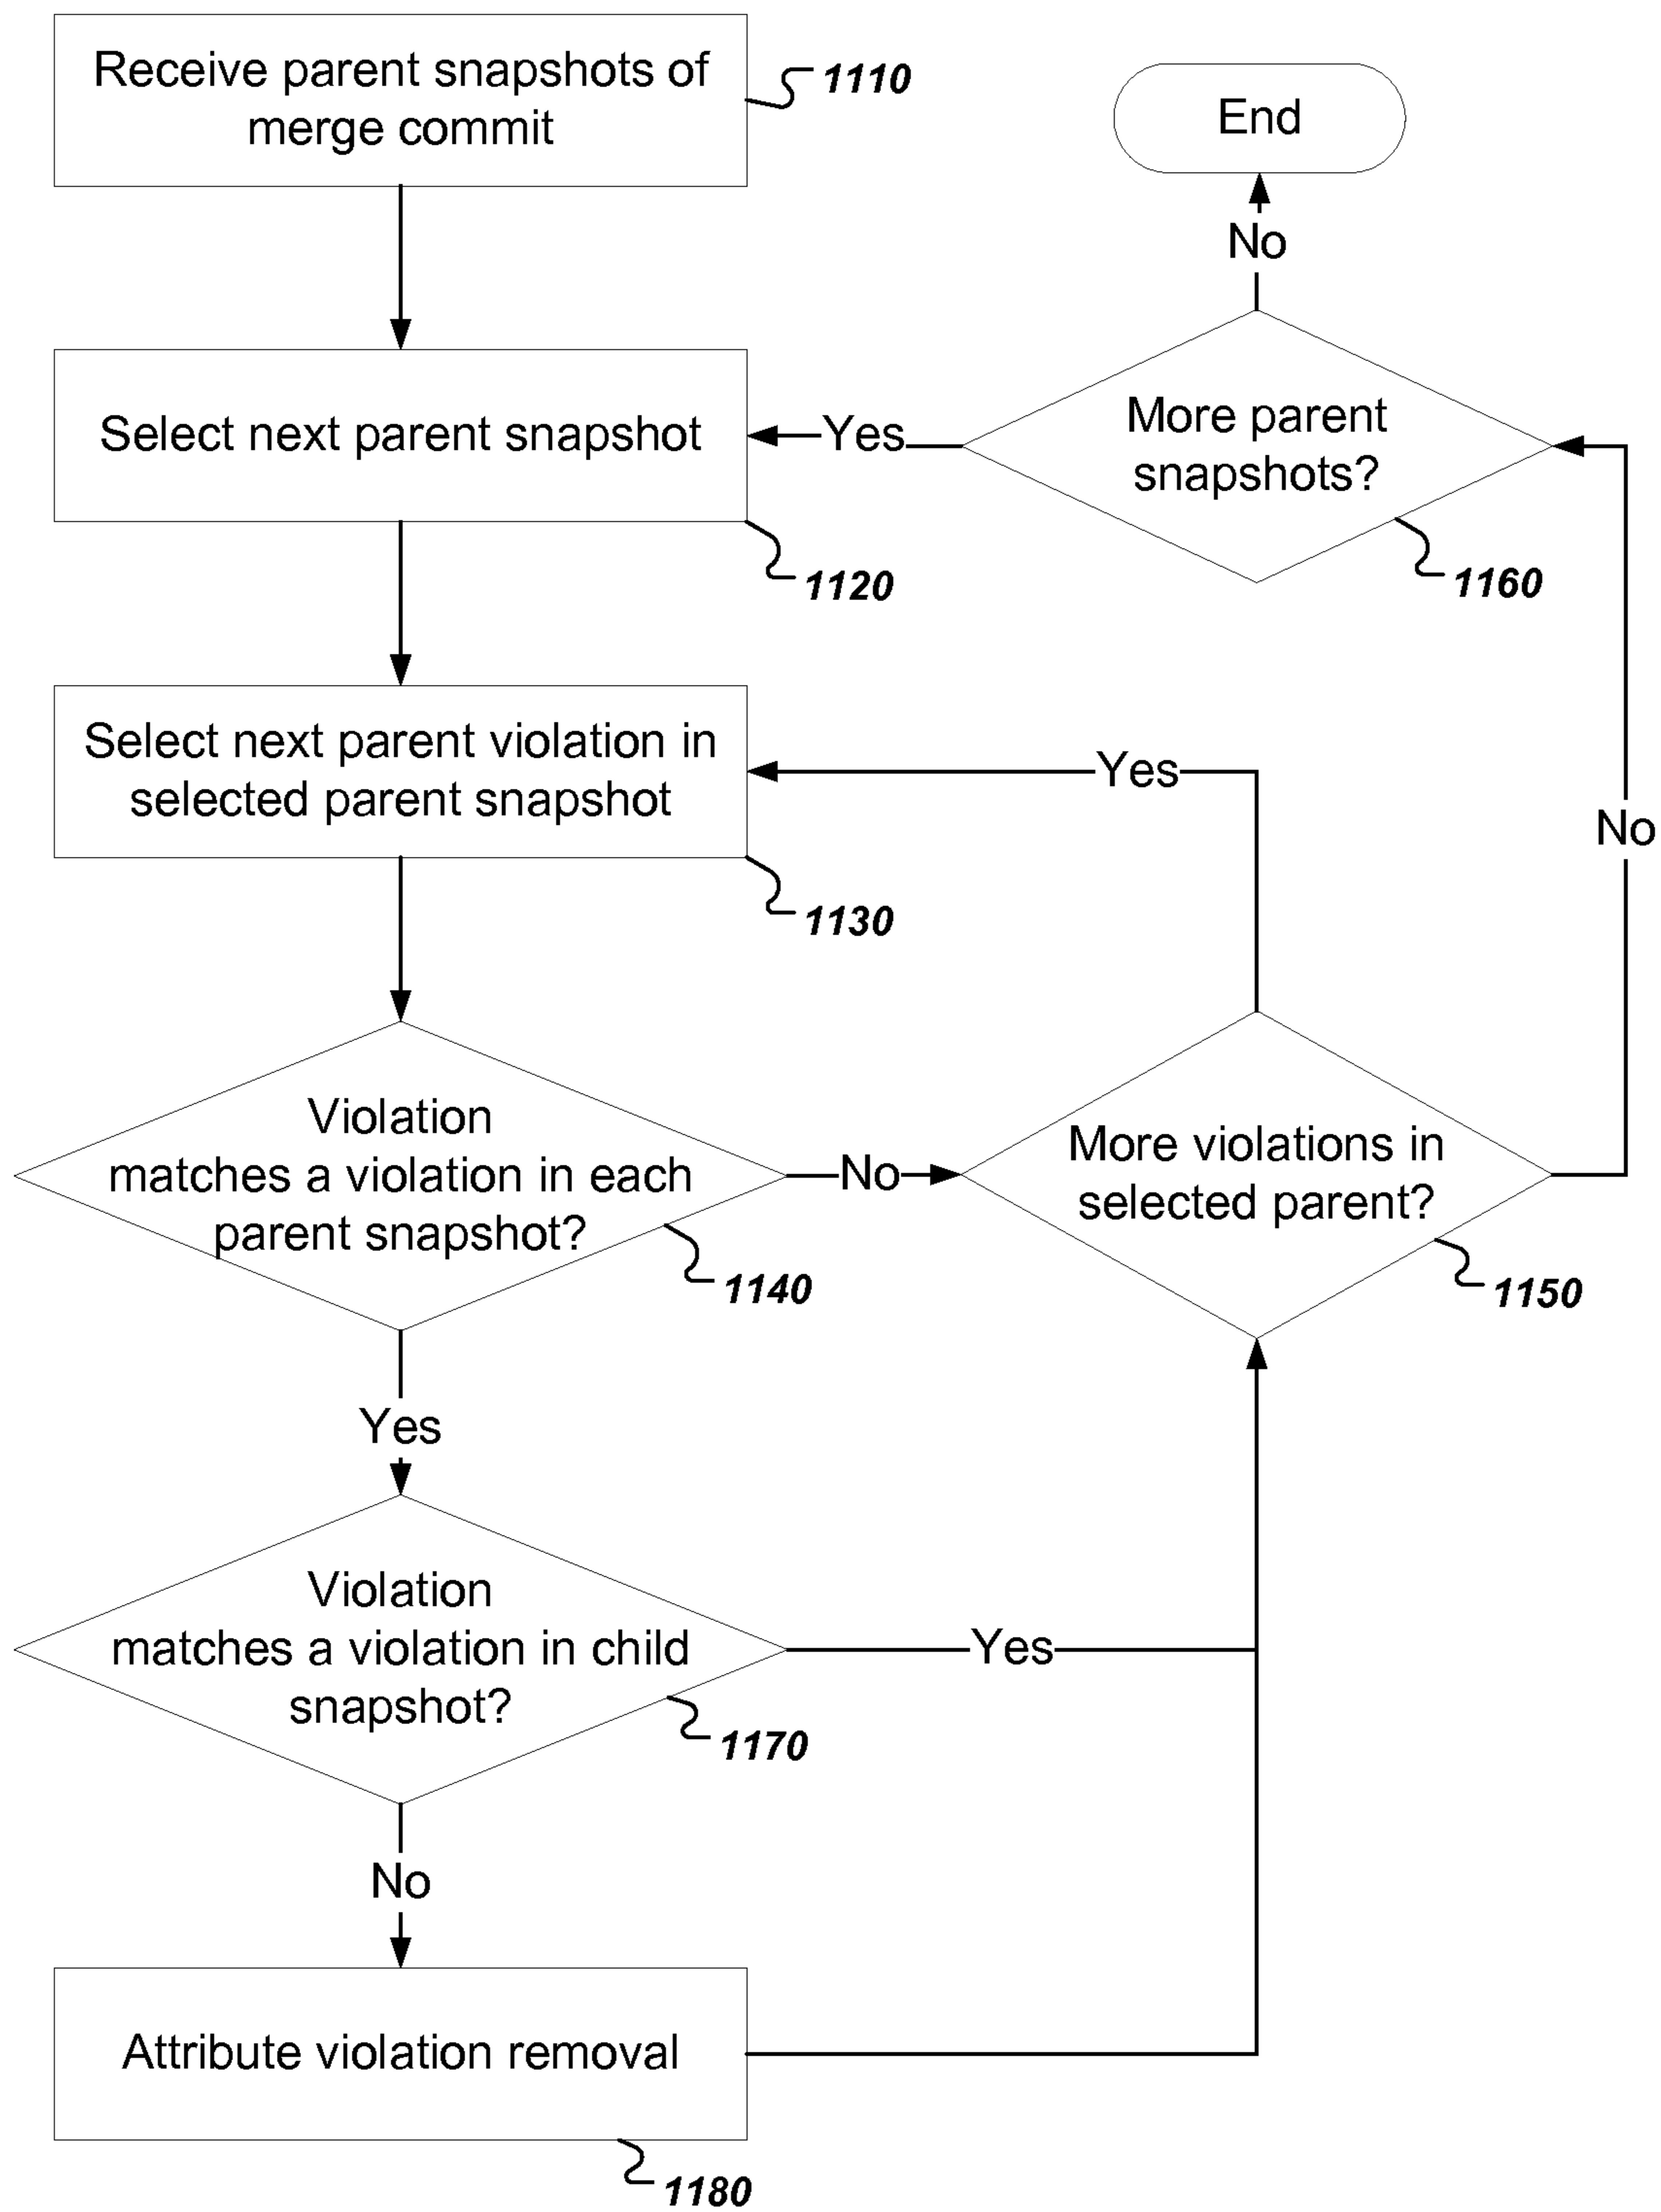 Receive parent snapshots of
merge commit
1110
End
No
Select next parent snapshot
1120
Yes
More parent
snapshots?
1160
Select next parent violation in
selected parent snapshot
1130
Yes
No
Violation
matches a violation in each
parent snapshot?
1140
No
More violations in
selected parent?
1150
Yes
Violation
matches a violation in child
snapshot?
1170
Yes
No
Attribute violation removal
1180